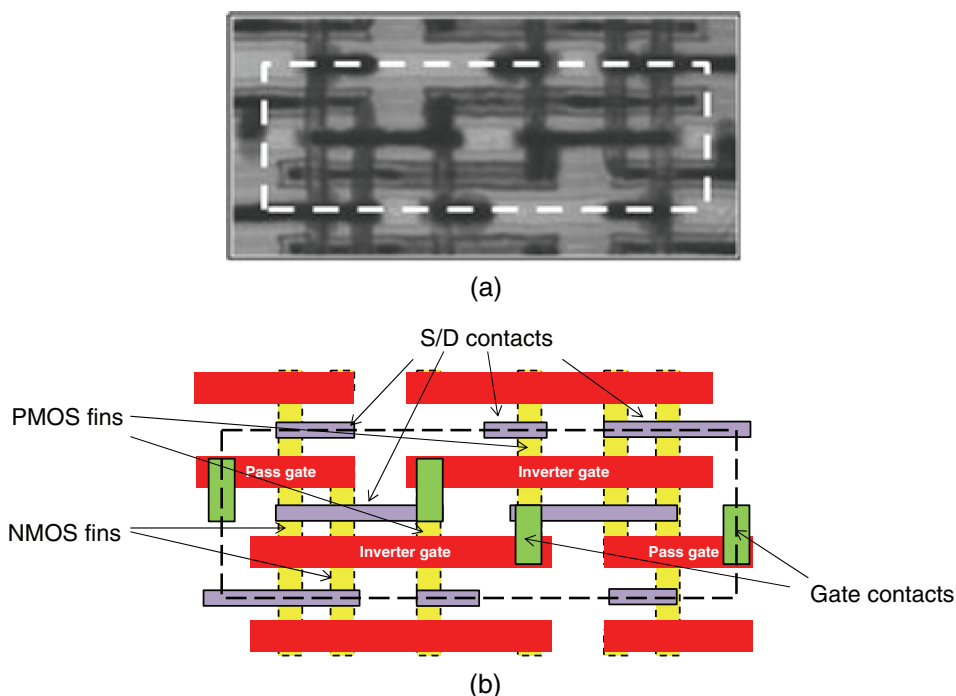 (a)
S/D contacts
PMOS fins
Pass gate
Inverter gate
NMOS fins
Inverter gate
Pass gate
Gate contacts
(b)